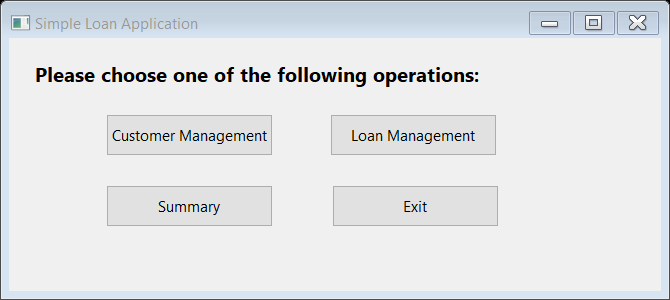 Simple Loan Application
Please choose one of the following operations:
Customer Management
Loan Management
Summary
Exit